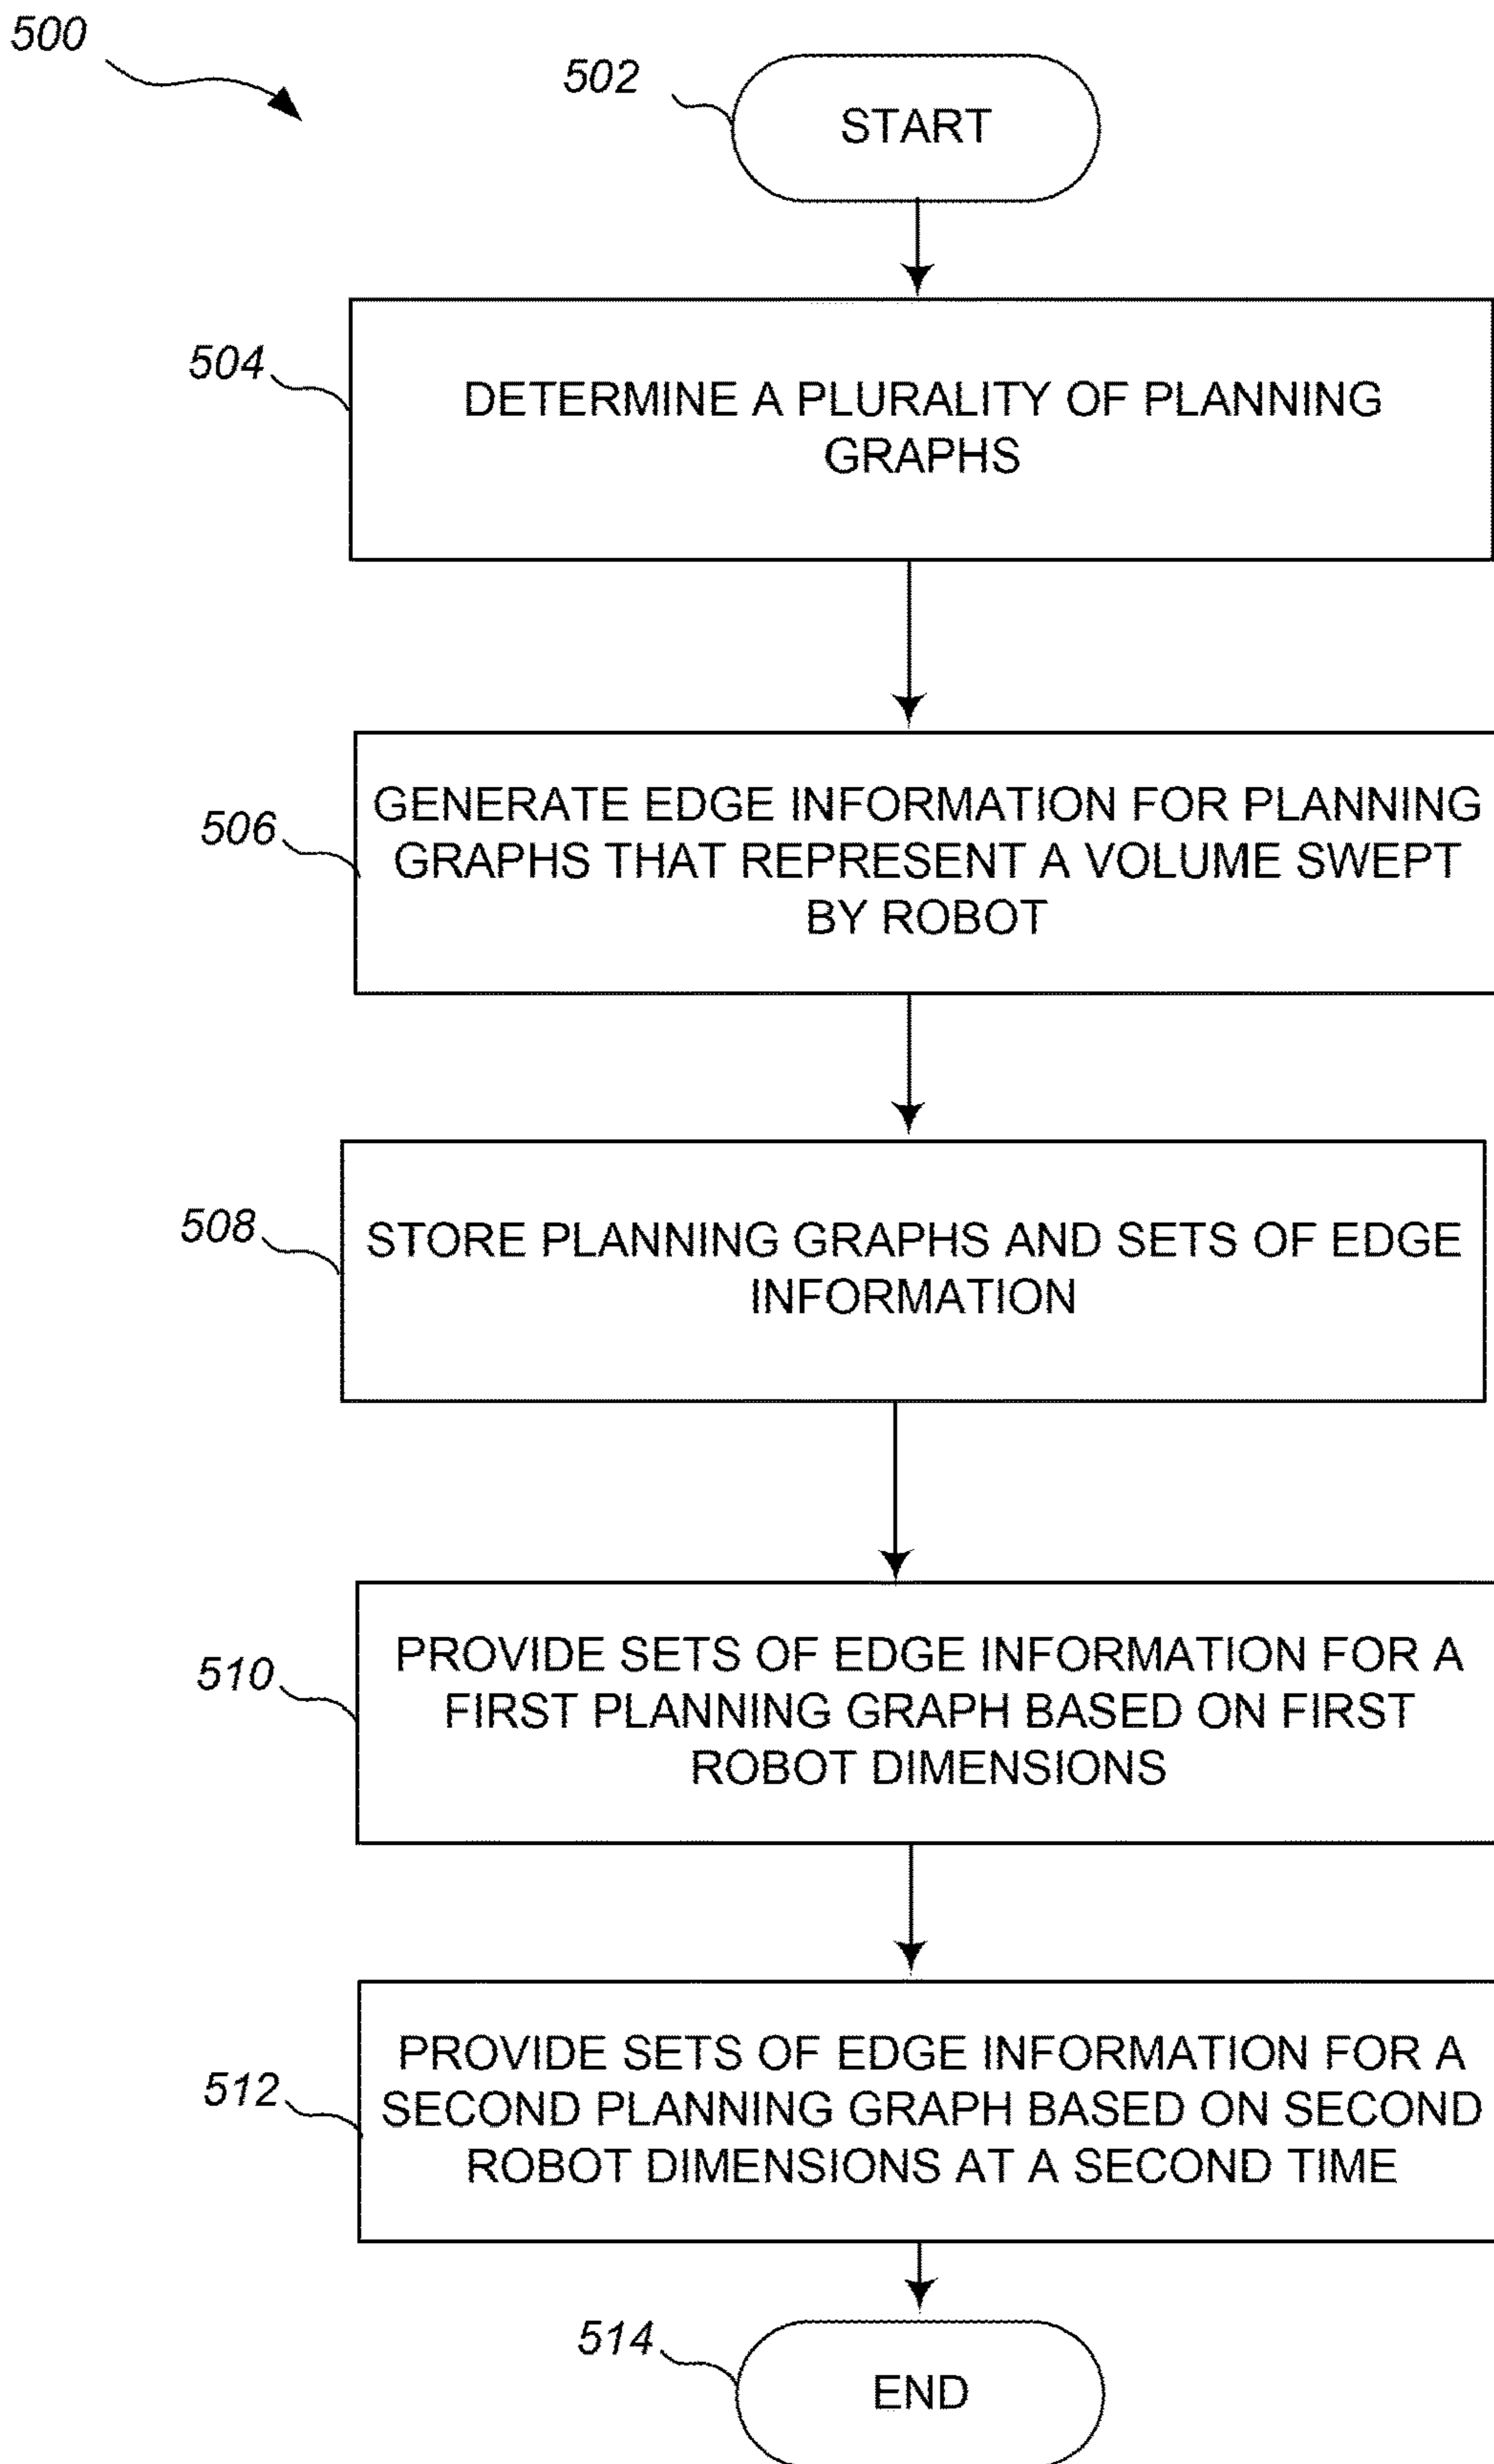 500
502
START
504
DETERMINE A PLURALITY OF PLANNING
GRAPHS
506
GENERATE EDGE INFORMATION FOR PLANNING
GRAPHS THAT REPRESENT A VOLUME SWEPT
BY ROBOT
508
STORE PLANNING GRAPHS AND SETS OF EDGE
INFORMATION
510
PROVIDE SETS OF EDGE INFORMATION FOR A
FIRST PLANNING GRAPH BASED ON FIRST
ROBOT DIMENSIONS
512
PROVIDE SETS OF EDGE INFORMATION FOR A
SECOND PLANNING GRAPH BASED ON SECOND
ROBOT DIMENSIONS AT A SECOND TIME
514
END